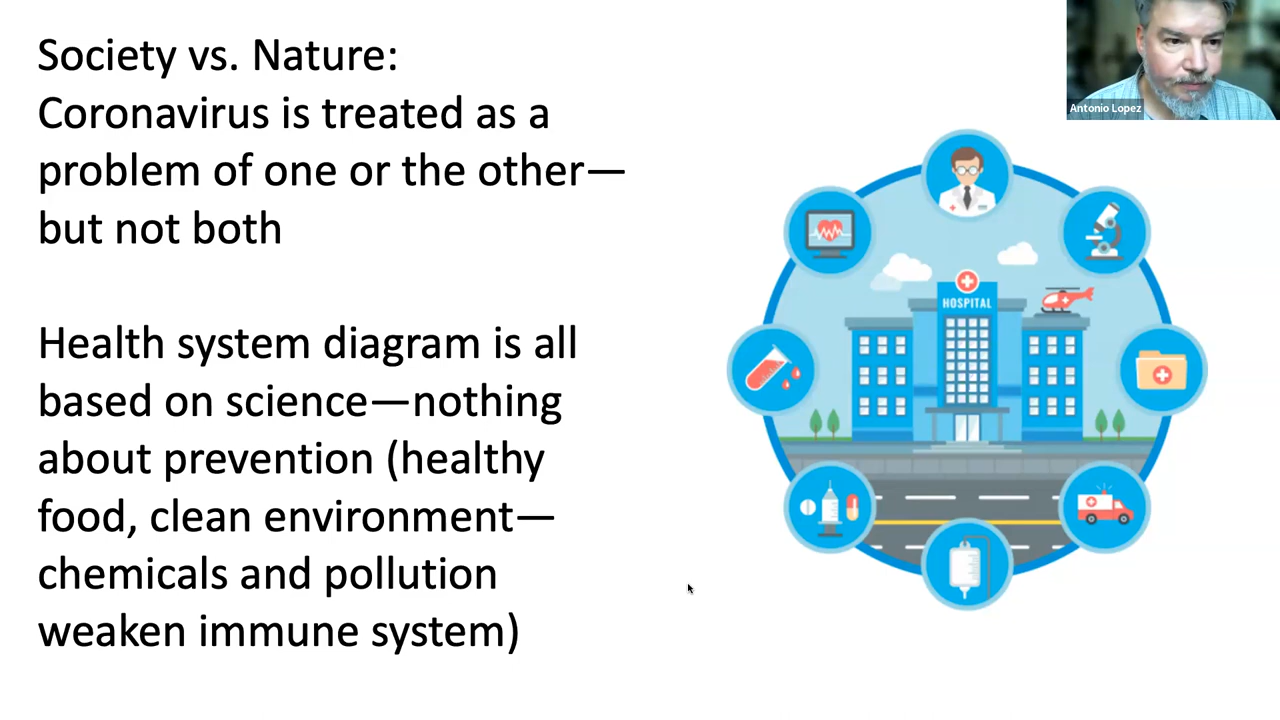 Society vs. Nature:
Coronavirus is treated as a
problem of one or the other—
but not both
Health system diagram is all
based on science—nothing
about prevention (healthy
food, clean environment—
chemicals and pollution
weaken immune system)
HOSPITAL
Antonio Lopez